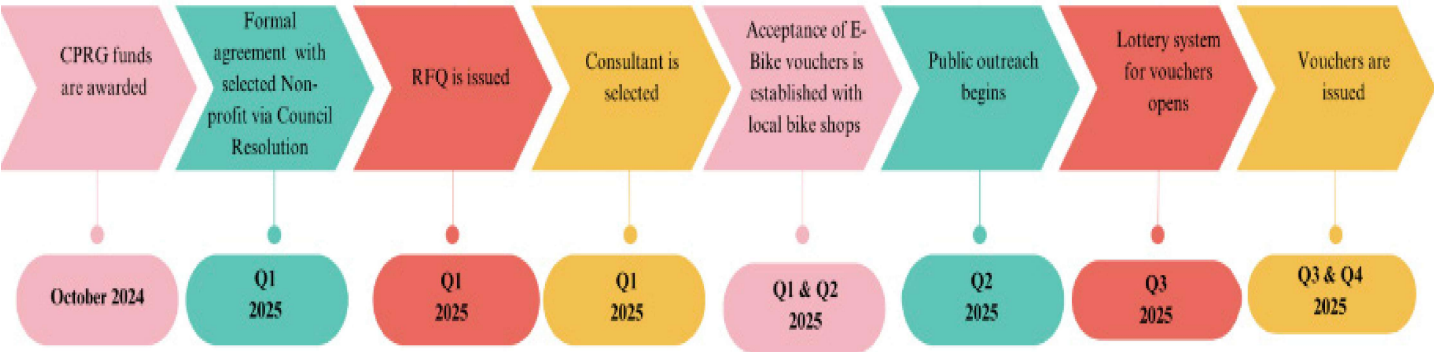 CPRG funds
are awarded
Formal
agreement with
selected Non-
profit via Council
Resolution
RFQ is issued
Consultant is
selected
Acceptance of E-
Bike vouchers is
established with
local bike shops
Public outreach
begins
Lottery system
for vouchers
opens
Vouchers are
issued
October 2024
Q1
2025
Q1
2025
Q1
2025
Q1 & Q2
2025
Q2
2025
Q3
2025
Q3 & Q4
2025